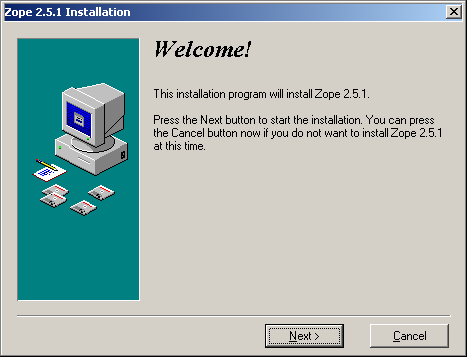 Zope 2.5.1 Installation
Welcome!
This installation program will install Zope 2.5.1.
Press the Next button to start the installation. You can press
the Cancel button now if you do not want to install Zope 2.5.1
at this time.
Next >
Cancel